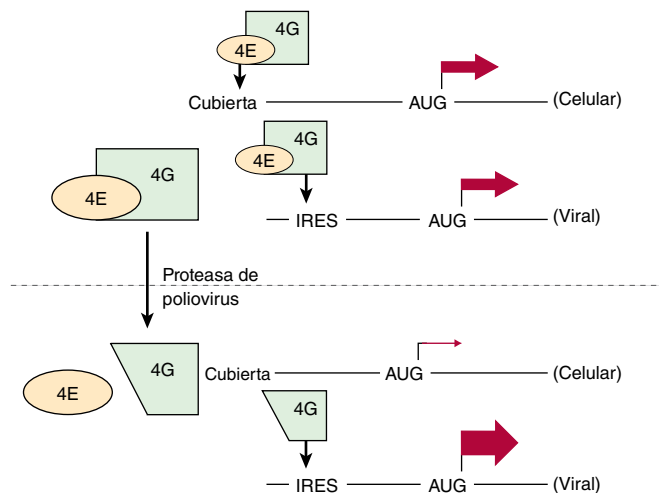 4G
4E
Cubierta AUG (Celular)
4G
4E
4G
4E
IRES AUG (Viral)
Proteasa de
poliovirus
4G
4E
Cubierta AUG (Celular)
4G
IRES AUG (Viral)